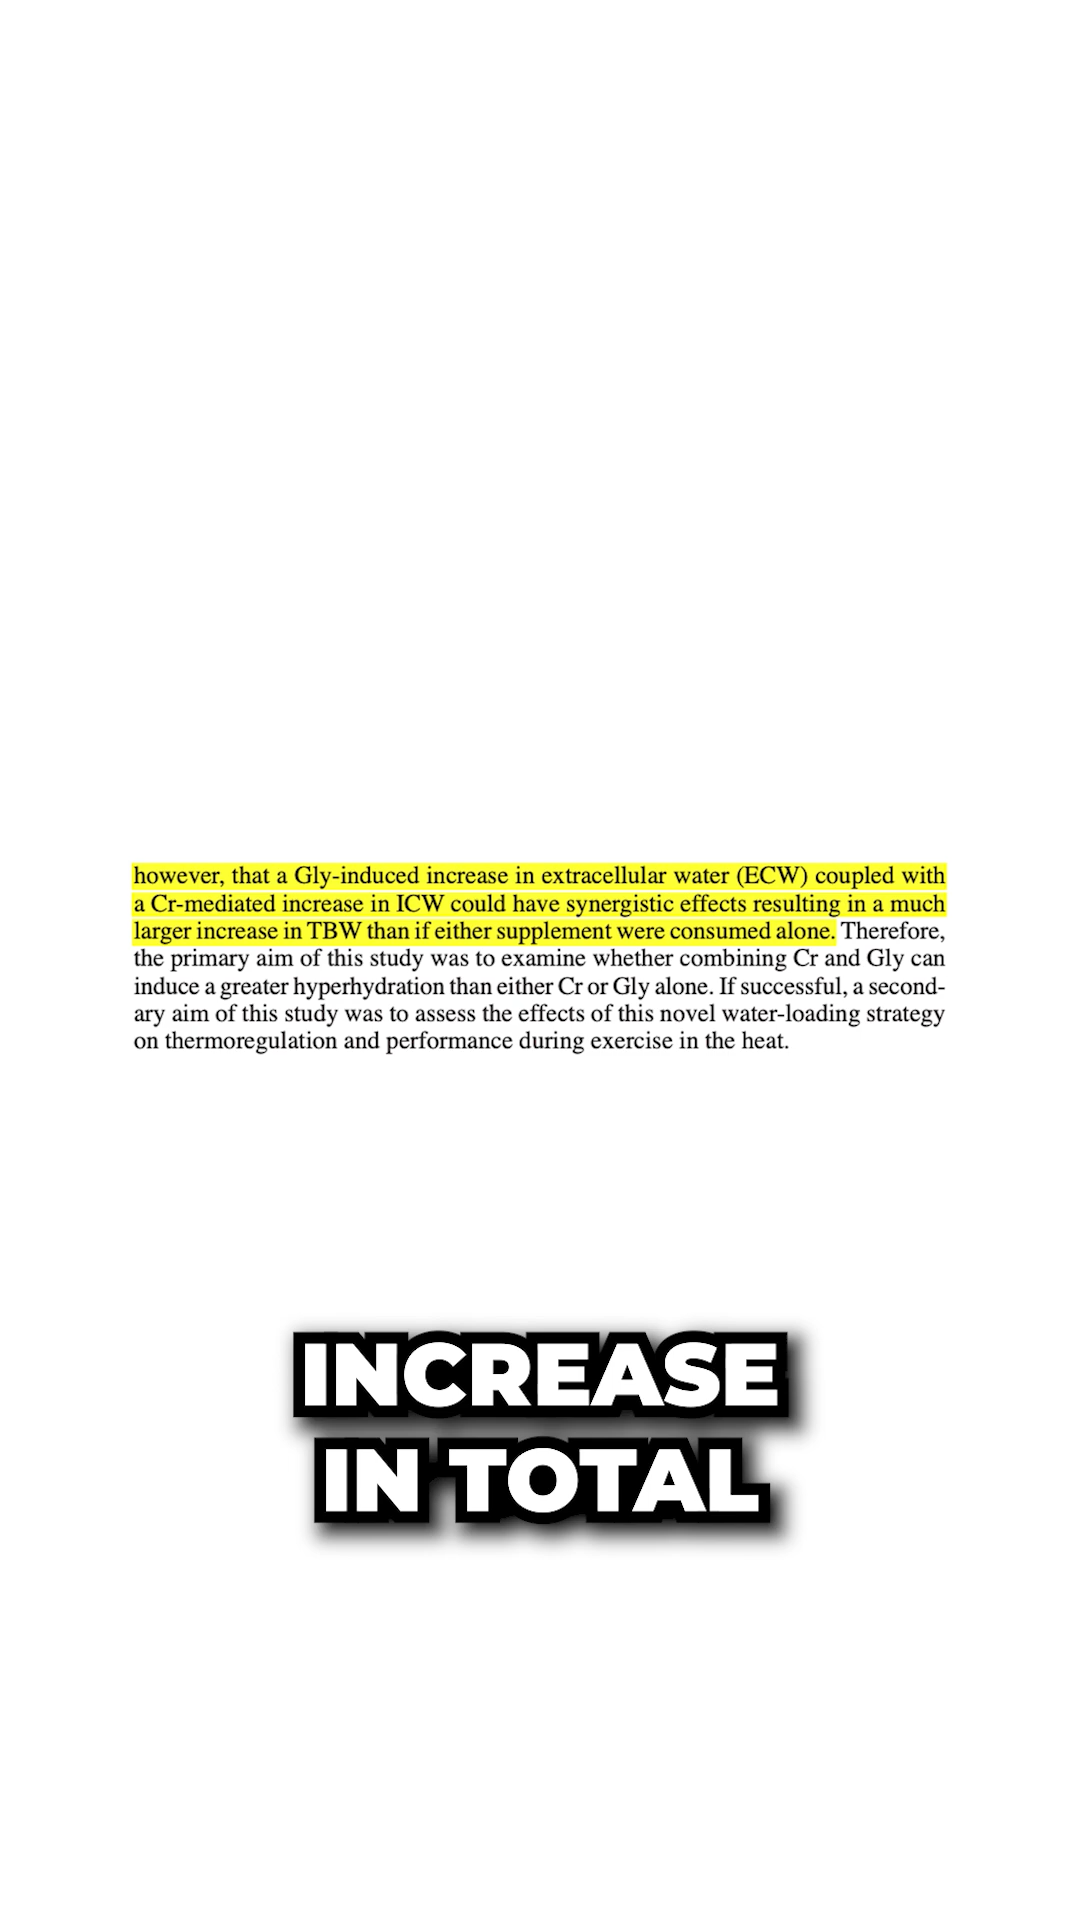 however, that a Gly-induced increase in extracellular water (ECW) coupled with
a Cr-mediated increase in ICW could have synergistic effects resulting in a much
larger increase in TBW than if either supplement were consumed alone. Therefore,
the primary aim of this study was to examine whether combining Cr and Gly can
induce a greater hyperhydration than either Cr or Gly alone. If successful, a second-
ary aim of this study was to assess the effects of this novel water-loading strategy
on thermoregulation and performance during exercise in the heat.
INCREASE
IN TOTAL